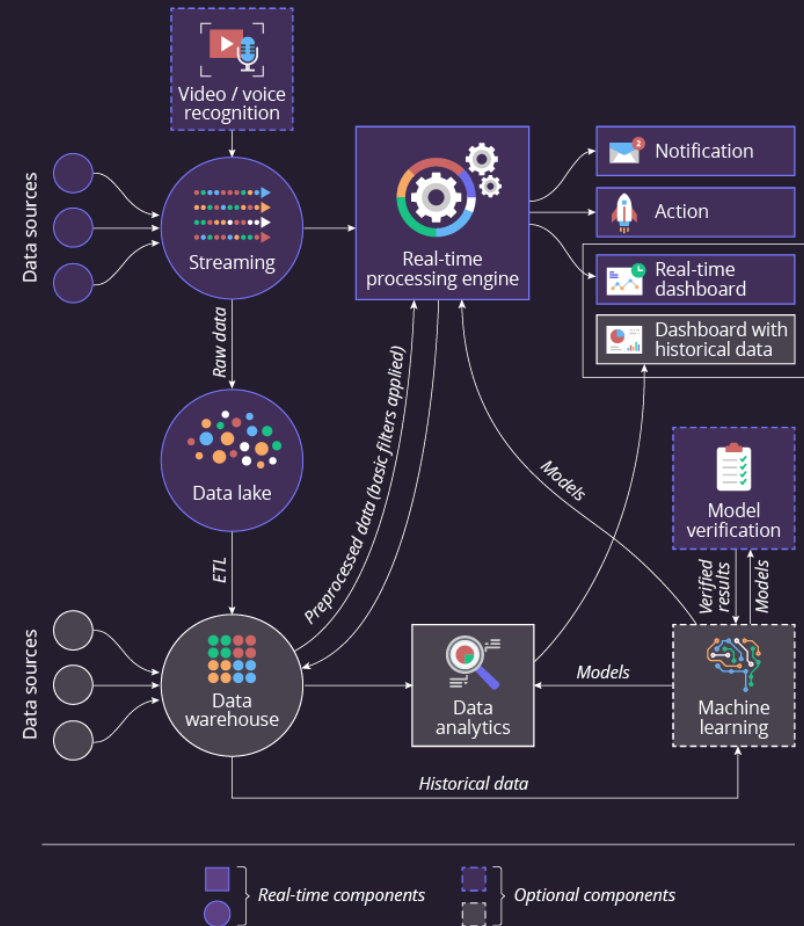 Video / voice
recognition
Data sources
Streaming
Real-time
processing engine
2
Notification
Action
Real-time
dashboard
Dashboard with
historical data
Raw data
Data lake
Preprocessed data (basic filters applied)
Models
Model
verification
ETL
Verified
results
Models
Data sources
Data
warehouse
Data
analytics
Models
Machine
learning
Historical data
Real-time components
Optional components